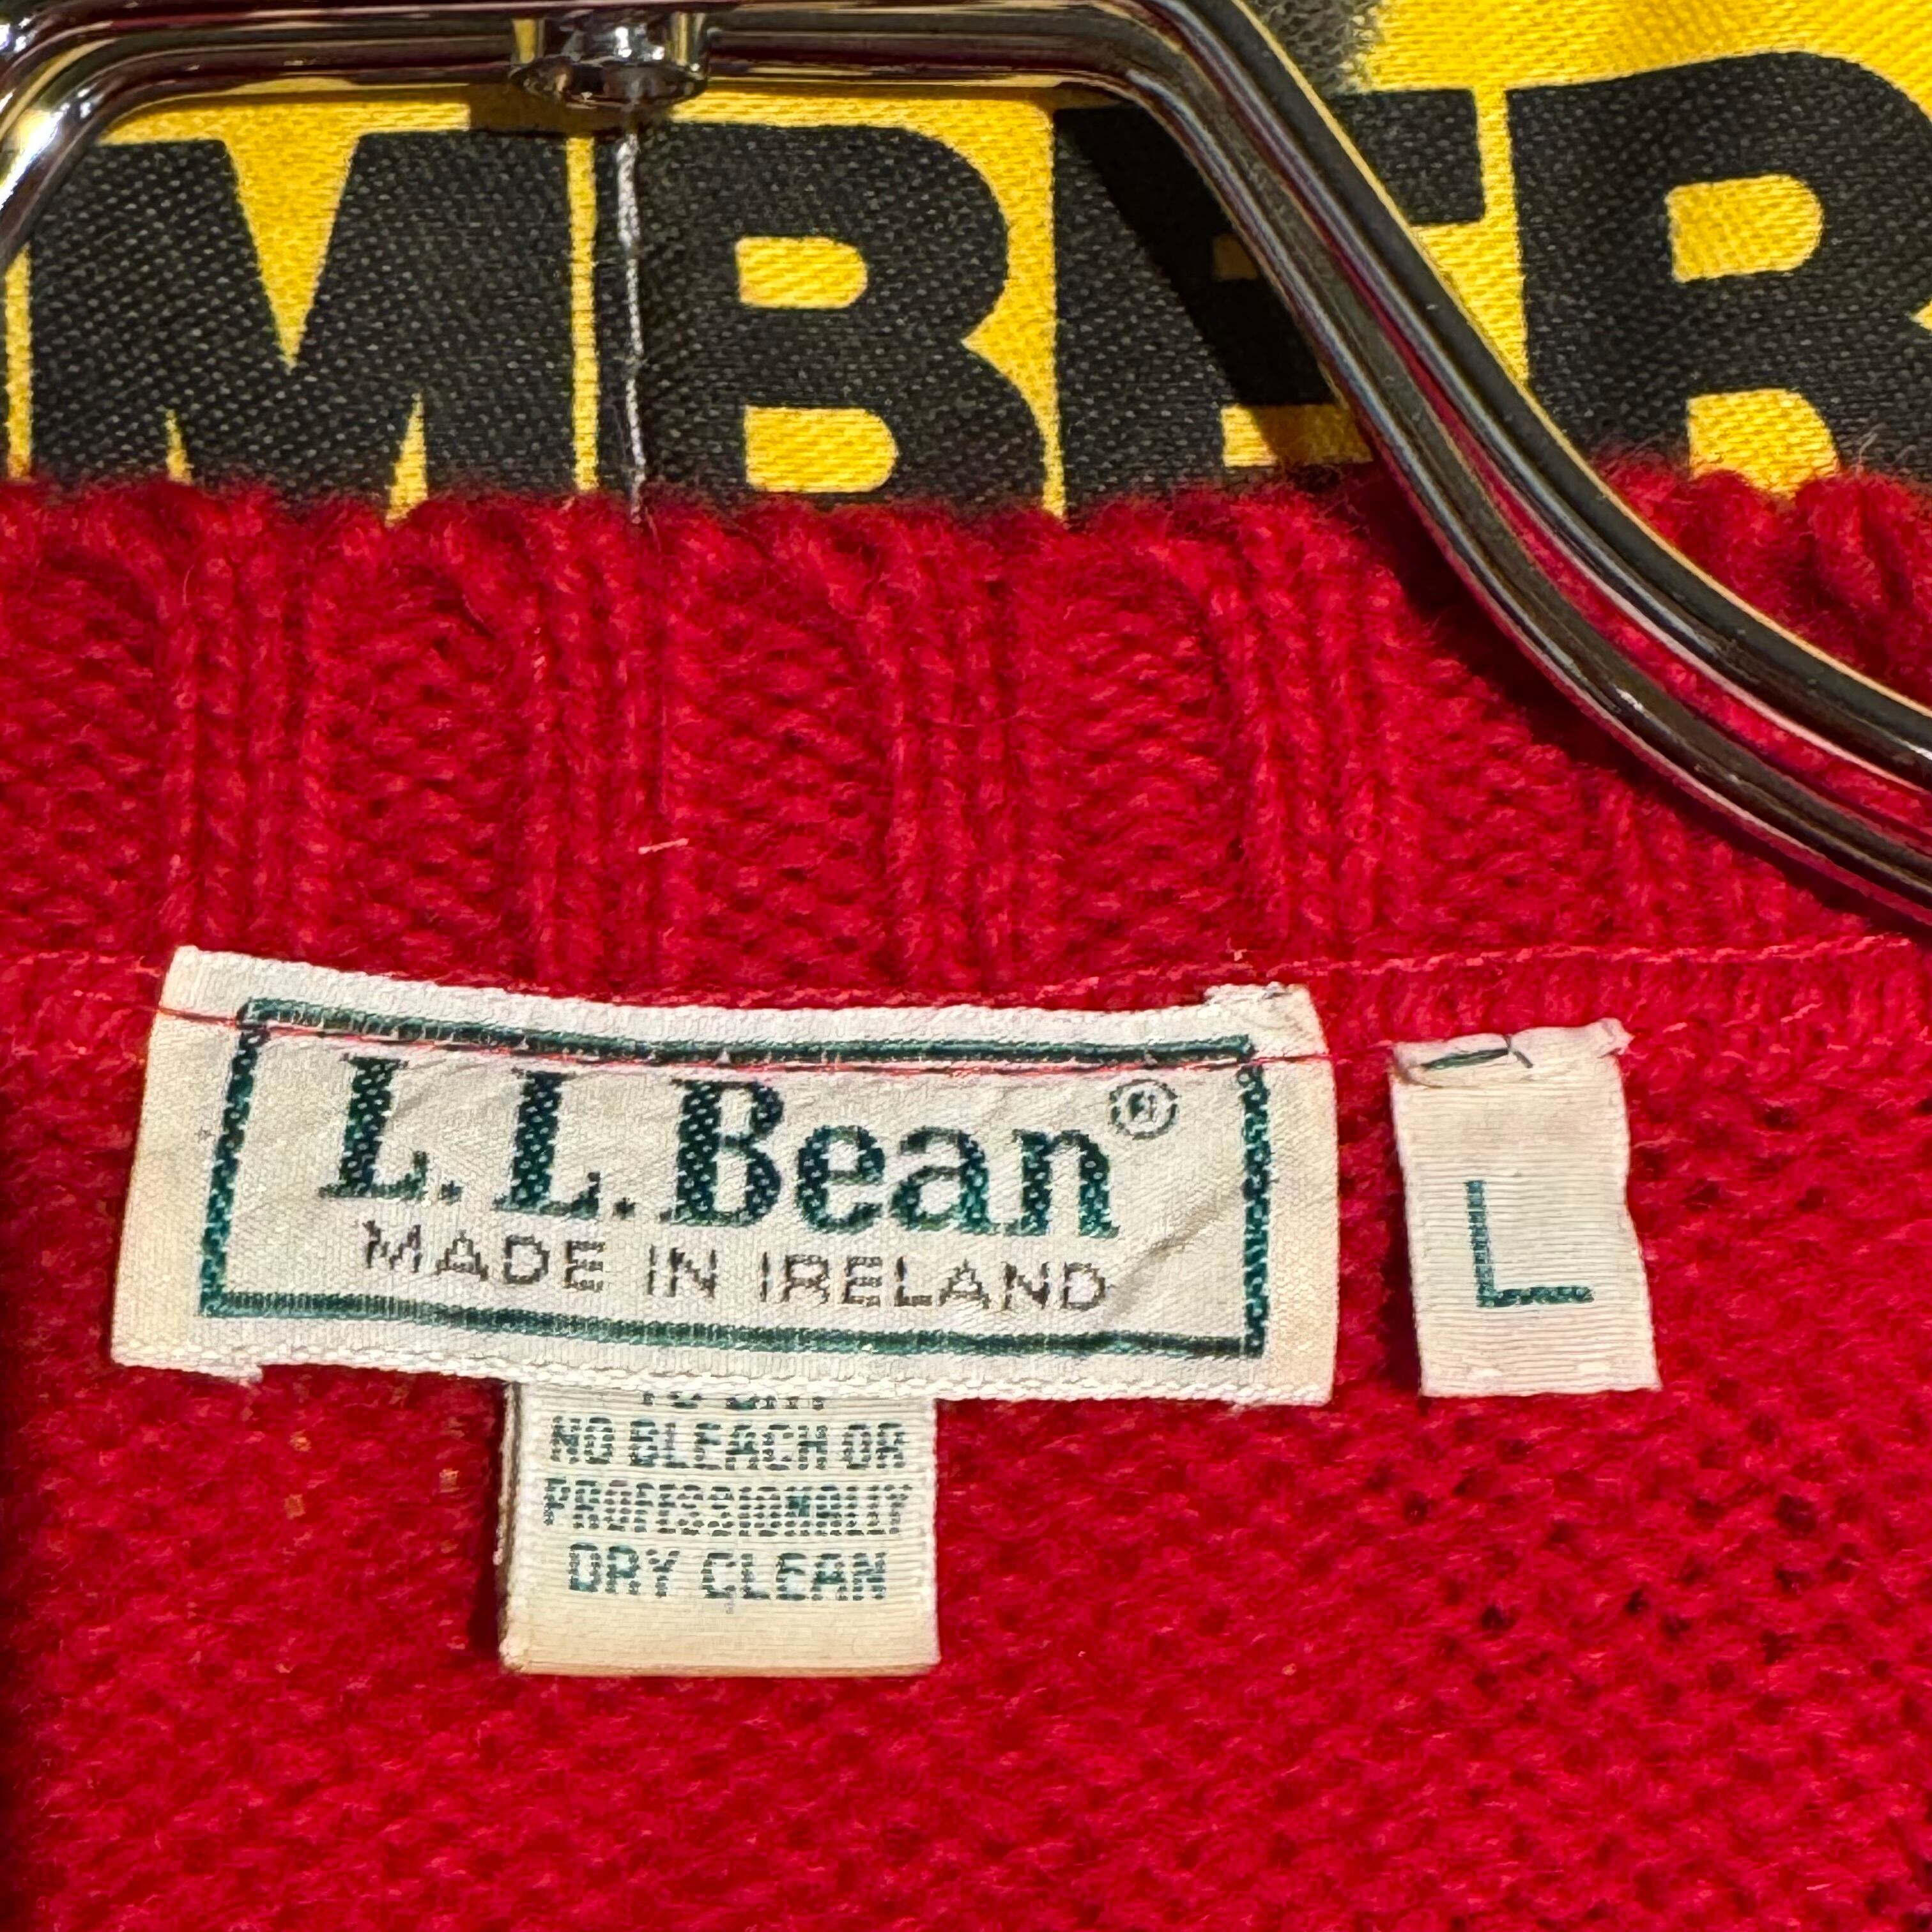 MBER
L.L.Bean®
MADE IN IRELAND
L
NO BLEACH OR
PROFESSIONALLY
DRY CLEAN